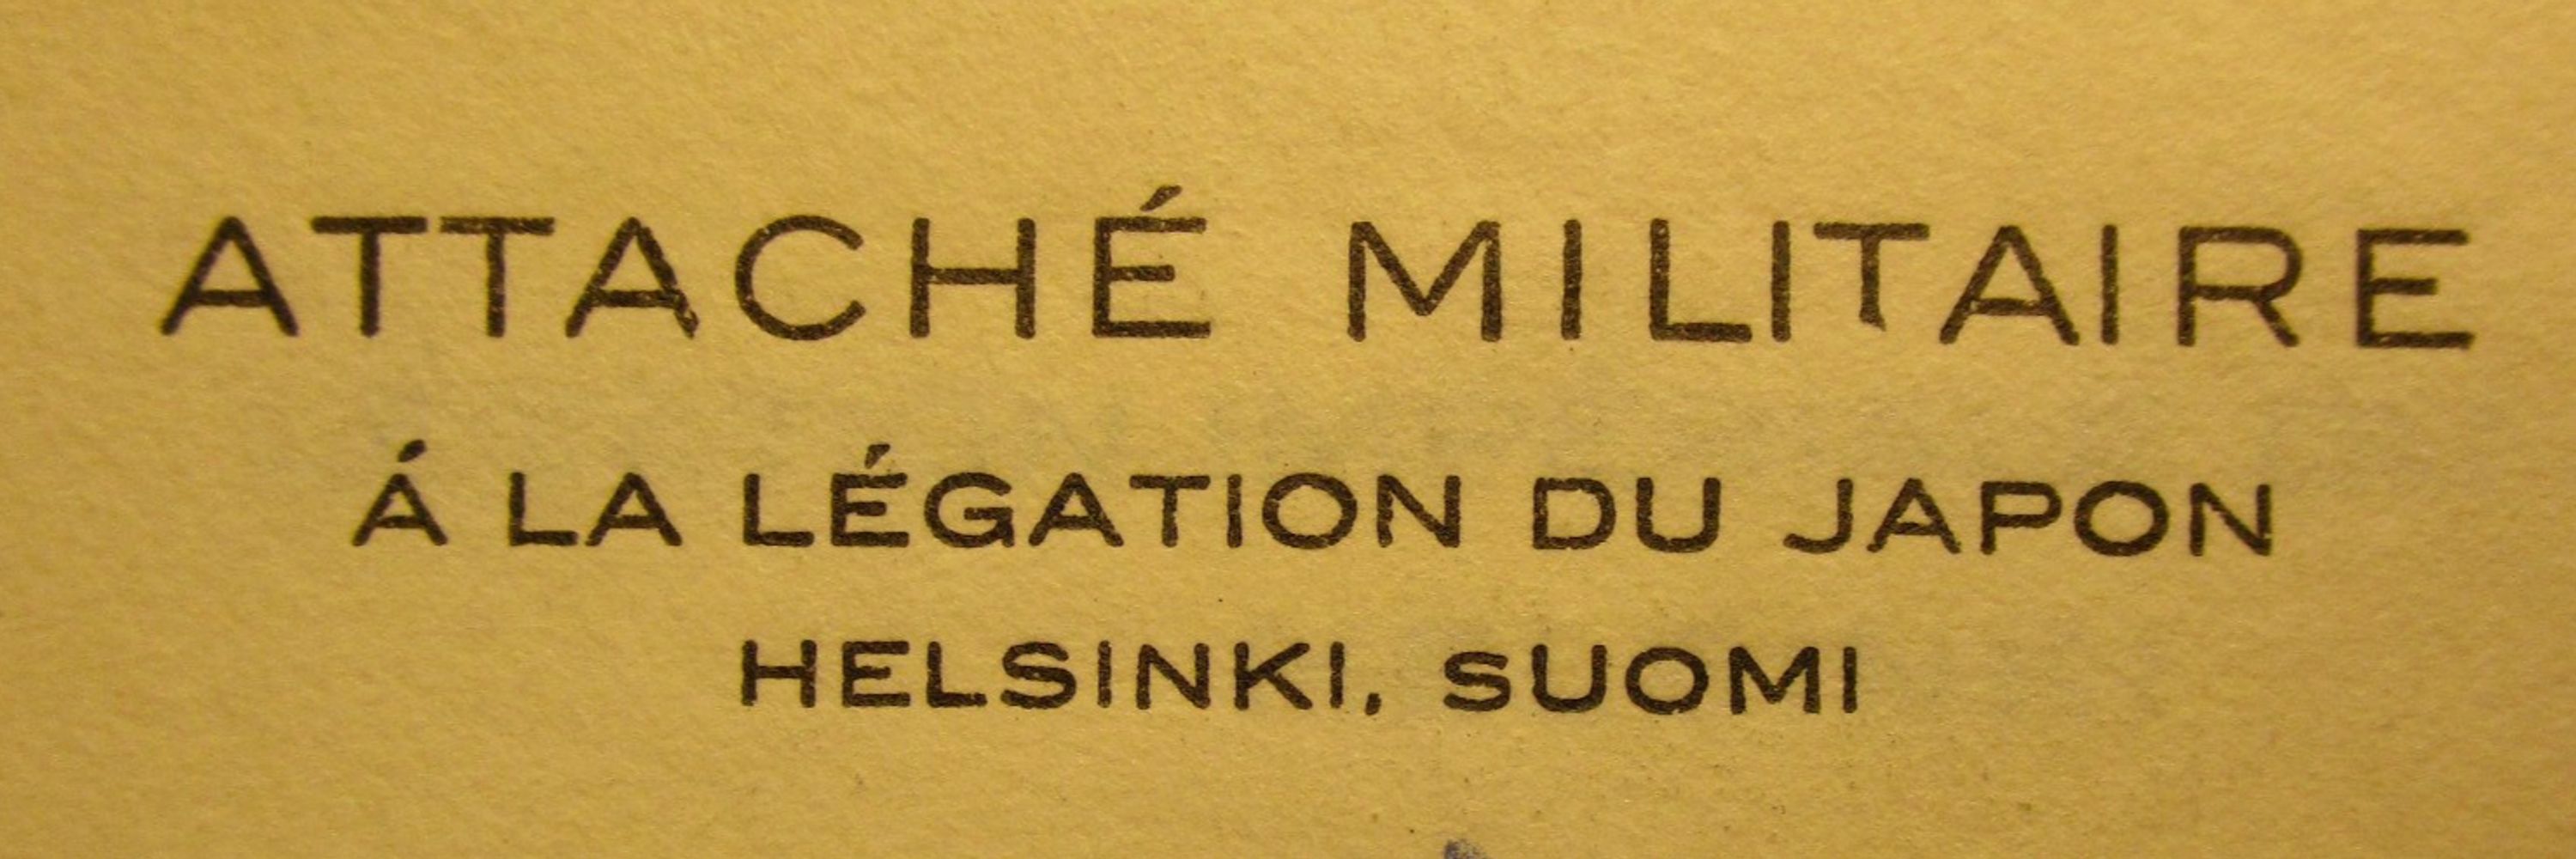 ATTACHÉ MILITAIRE
Á LA LÉGATION DU JAPON
HELSINKI, SUOMI